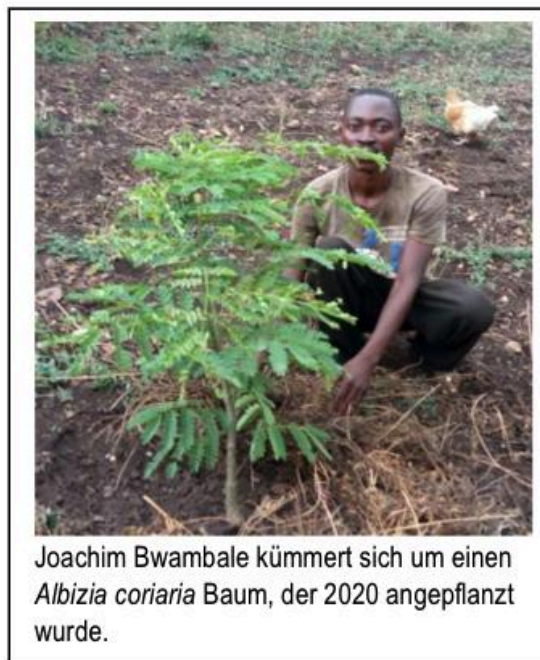 Joachim Bwambale kümmert sich um einen
Albizia coriaria Baum, der 2020 angepflanzt
wurde.